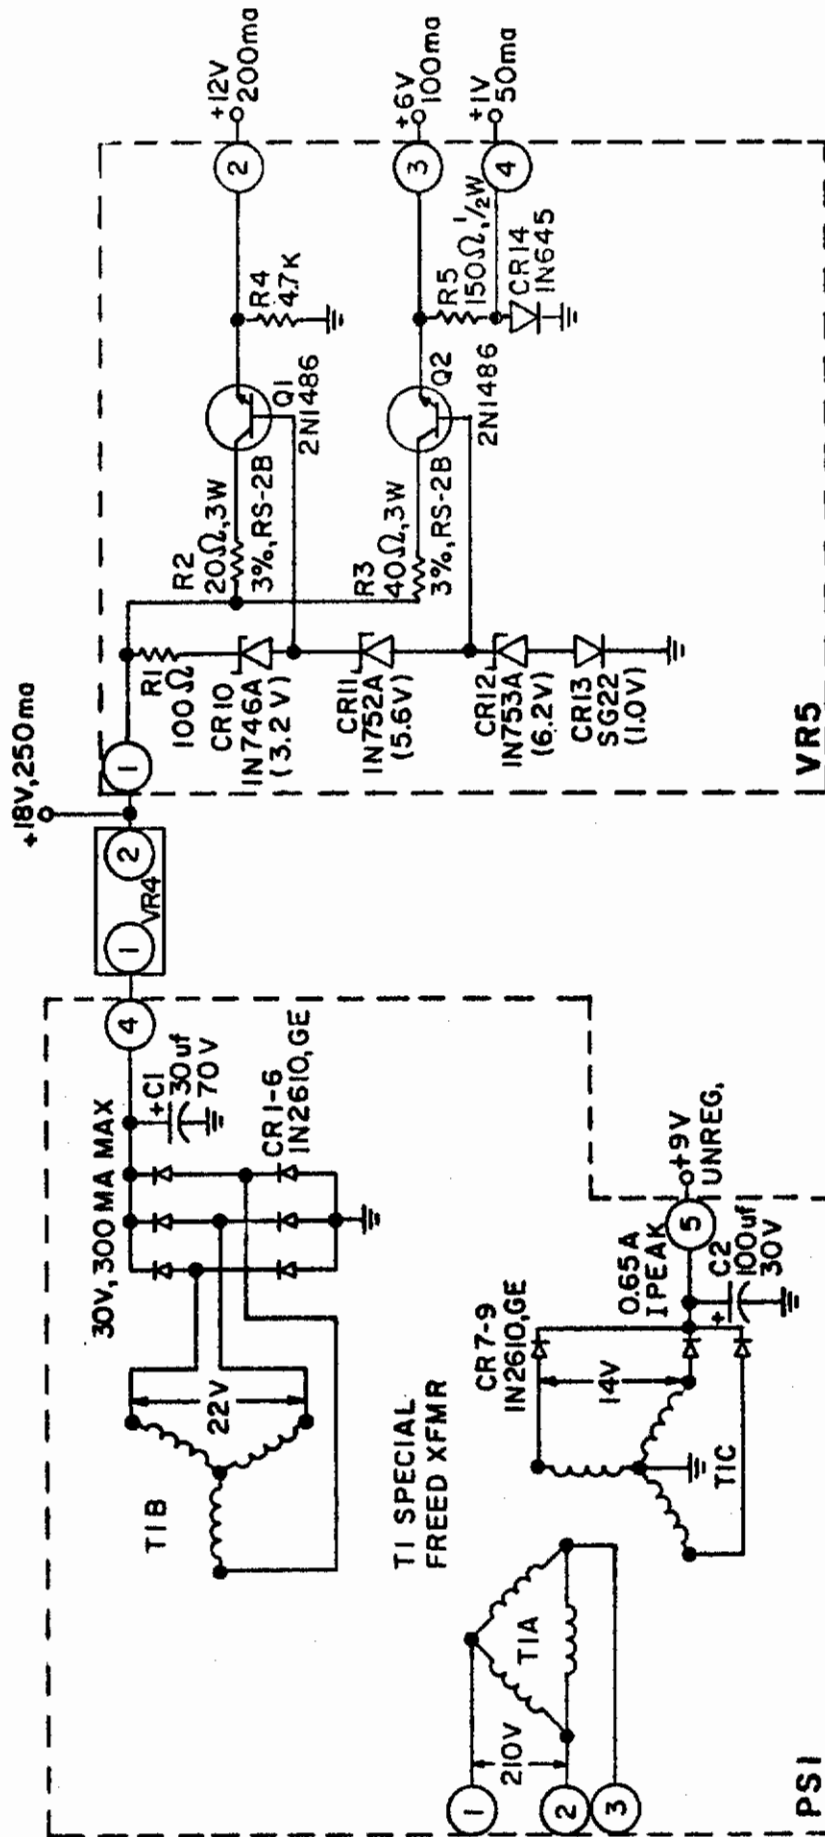 +18V, 250ma
30V, 300 MA MAX
22V
T1B
+C1
30uf
70V
CR1-6
1N2610, GE
4
1
VR4
2
1
R1
100Ω
CR10
1N746A
(3.2V)
CR11
1N752A
(5.6V)
CR12
1N753A
(6.2V)
CR13
SG22
(1.0V)
R2
20Ω, 3W
3%, RS-2B
R3
40Ω, 3W
3%, RS-2B
Q1
2N1486
Q2
2N1486
R4
4.7K
R5
150Ω, 1/2W
CR14
1N645
2
+12V
200ma
3
+6V
100ma
4
+1V
50ma
VR5
T1 SPECIAL
FREED XFMR
1
2
3
210V
T1A
T1C
14V
CR7-9
1N2610, GE
0.65A
I PEAK
5
+9V
UNREG.
+
C2
100uf
30V
PS1